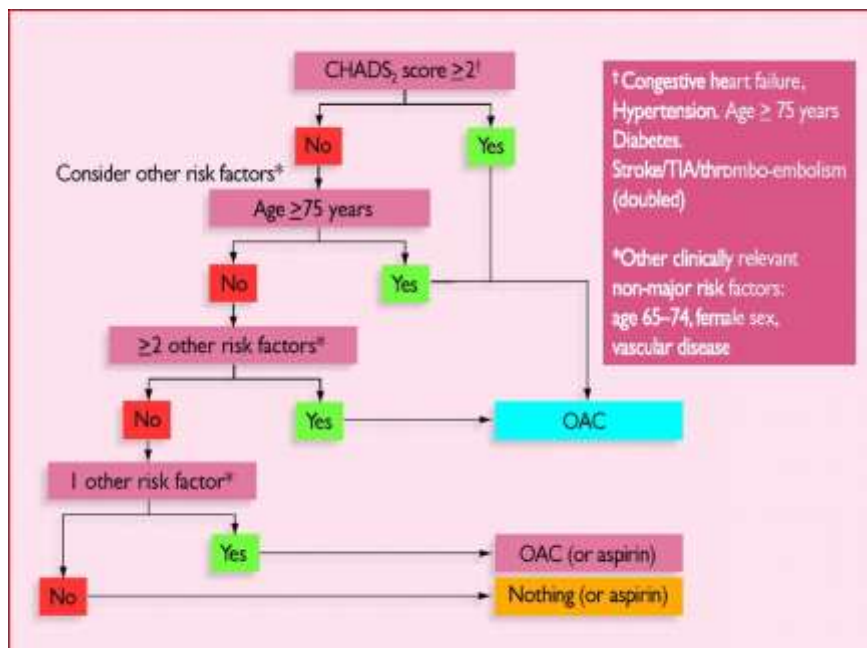 CHADS₂ score ≥2†
No
Yes
Consider other risk factors*
Age ≥75 years
No
Yes
≥2 other risk factors*
No
Yes
OAC
1 other risk factor*
Yes
OAC (or aspirin)
No
Nothing (or aspirin)
†Congestive heart failure,
Hypertension. Age ≥ 75 years
Diabetes.
Stroke/TIA/thrombo-embolism
(doubled)
*Other clinically relevant
non-major risk factors:
age 65–74, female sex,
vascular disease